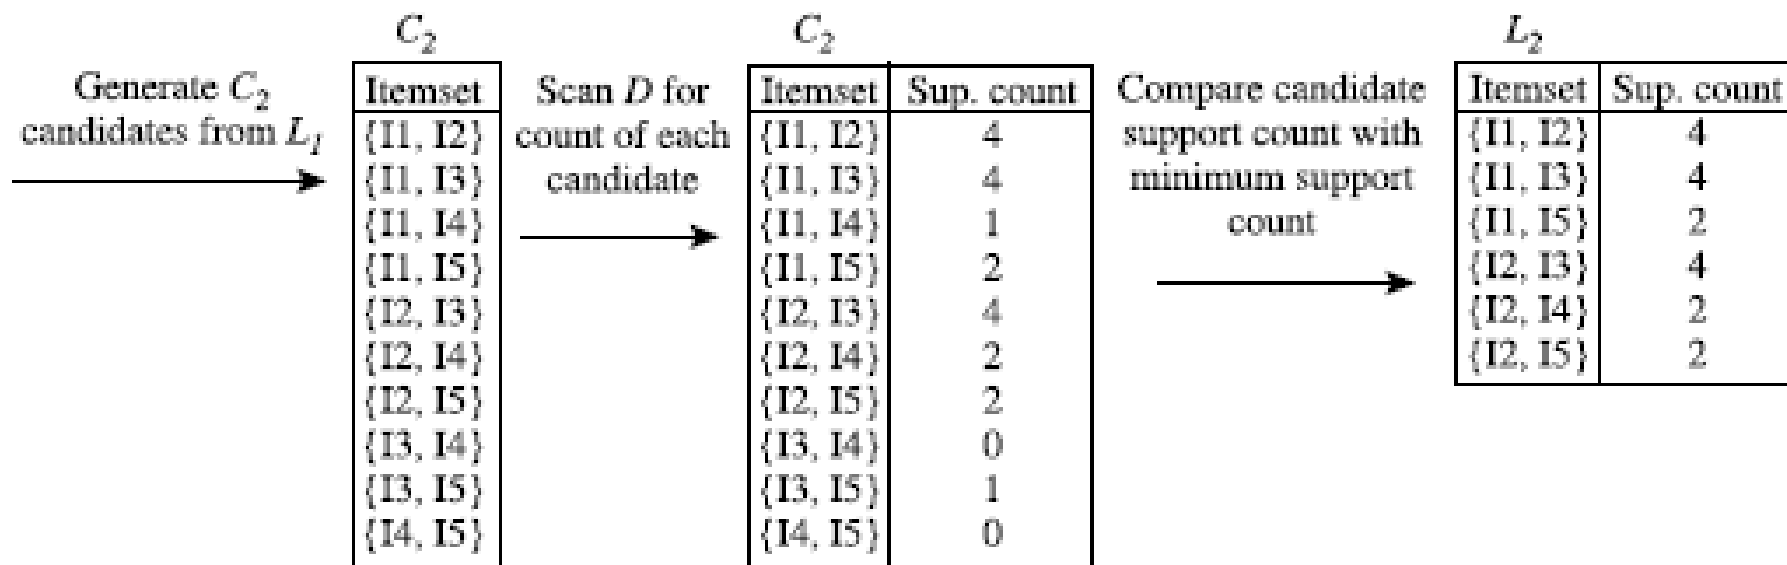 C2
C2
L2
Generate C2
candidates from L1
Itemset
{I1, I2}
{I1, I3}
{I1, I4}
{I1, I5}
{I2, I3}
{I2, I4}
{I2, I5}
{I3, I4}
{I3, I5}
{I4, I5}
Scan D for
count of each
candidate
Itemset Sup. count
{I1, I2} 4
{I1, I3} 4
{I1, I4} 1
{I1, I5} 2
{I2, I3} 4
{I2, I4} 2
{I2, I5} 2
{I3, I4} 0
{I3, I5} 1
{I4, I5} 0
Compare candidate
support count with
minimum support
count
Itemset Sup. count
{I1, I2} 4
{I1, I3} 4
{I1, I5} 2
{I2, I3} 4
{I2, I4} 2
{I2, I5} 2